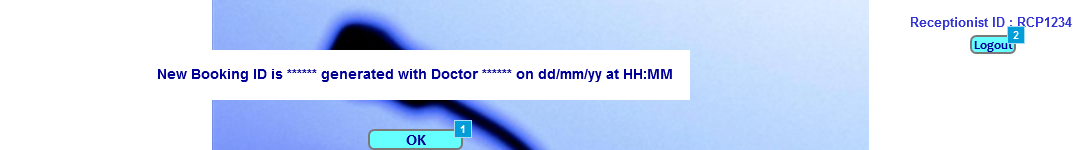 Receptionist ID : RCP1234
2
Logout
New Booking ID is ****** generated with Doctor ****** on dd/mm/yy at HH:MM
1
OK